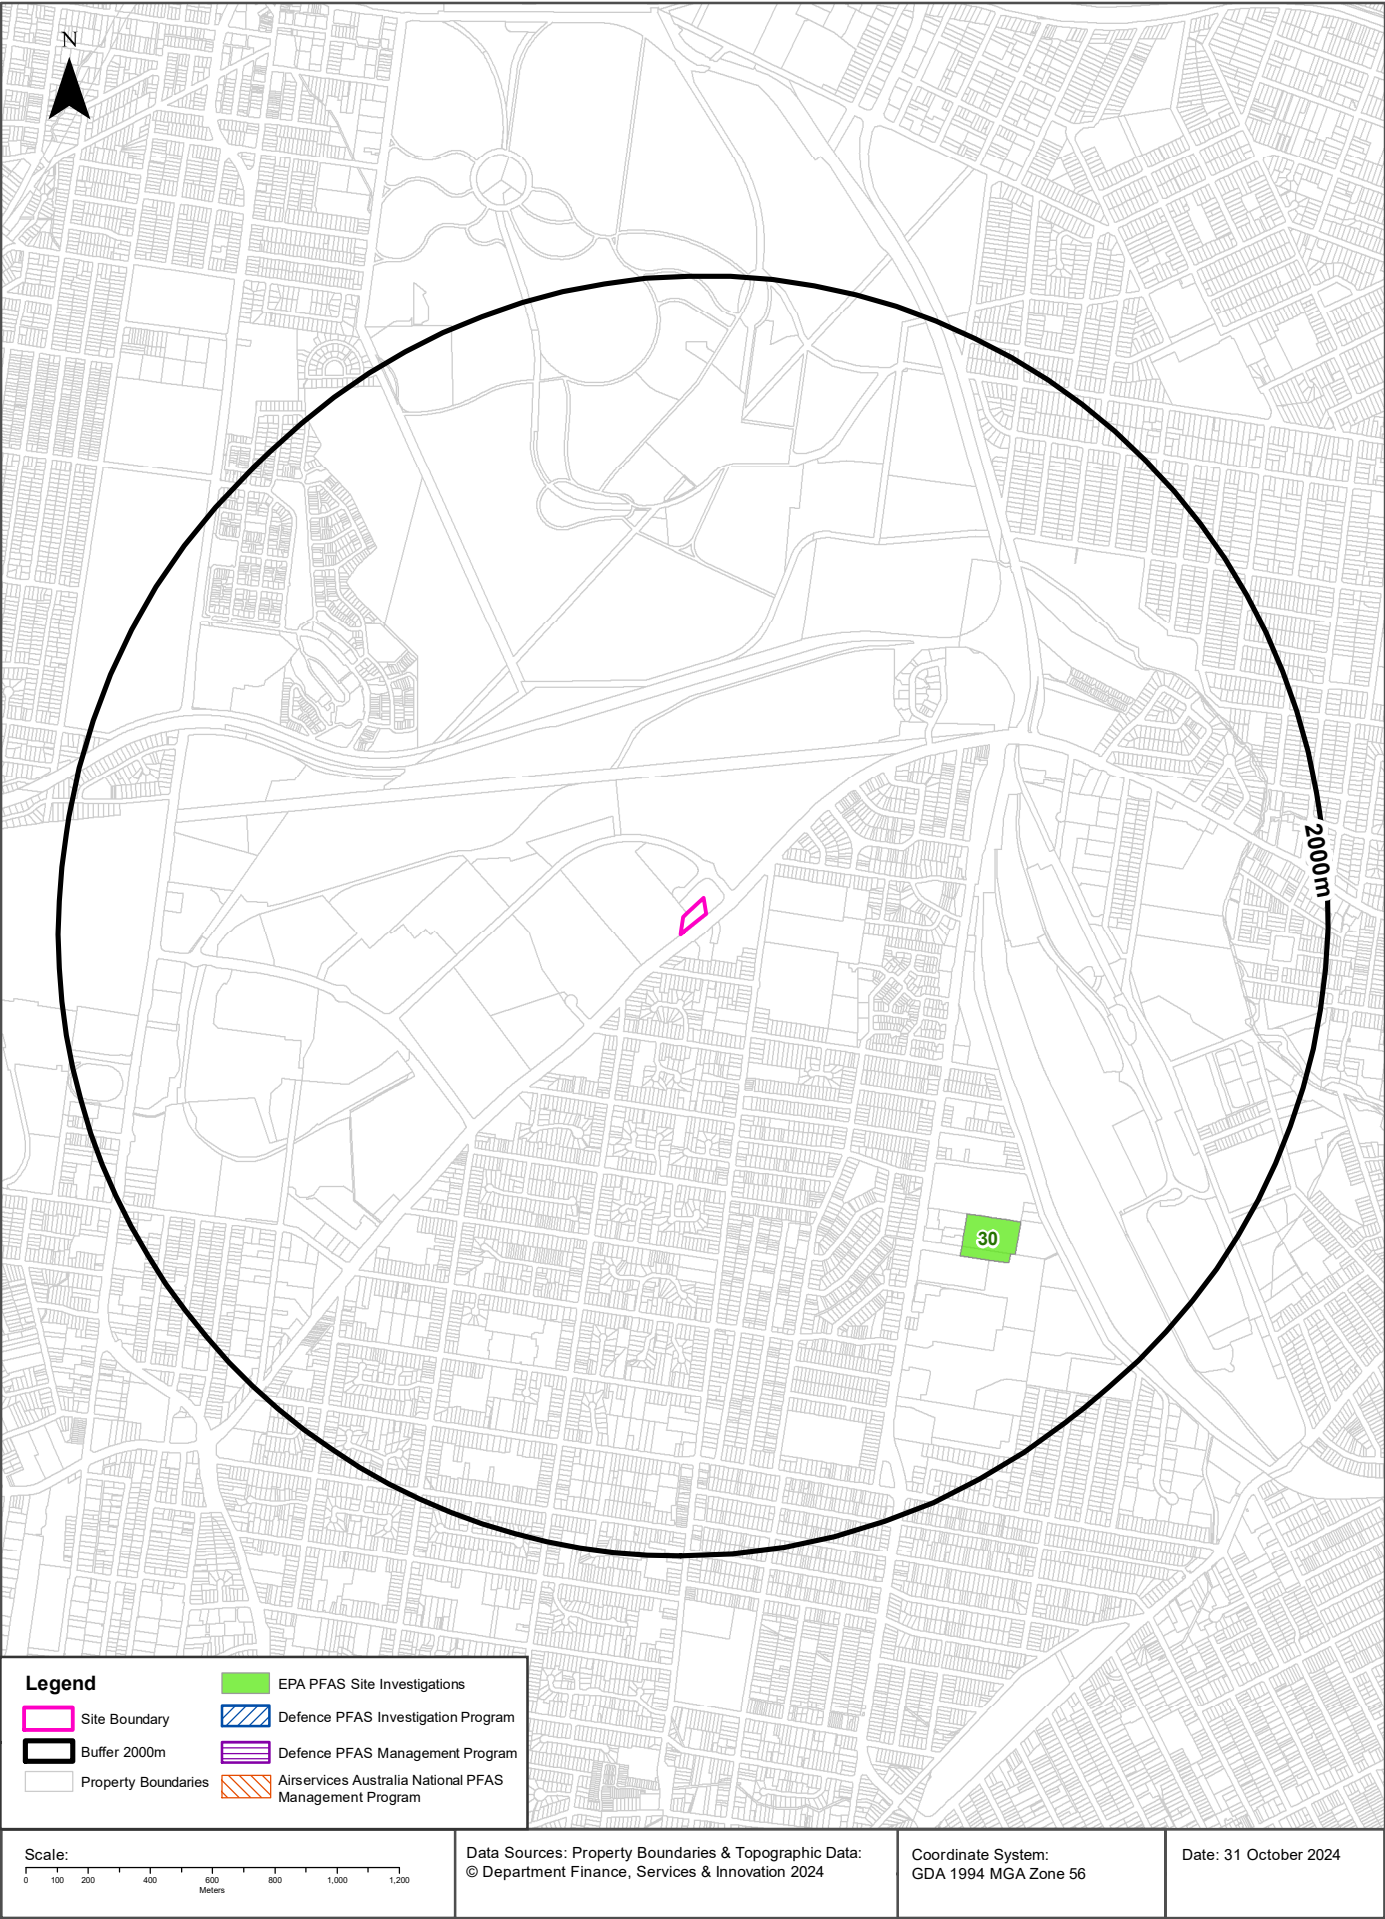 N
2000m
30
Legend
Site Boundary
Buffer 2000m
Property Boundaries
EPA PFAS Site Investigations
Defence PFAS Investigation Program
Defence PFAS Management Program
Airservices Australia National PFAS
Management Program
Scale:
0 100 200 400 600 800 1,000 1,200
Meters
Data Sources: Property Boundaries & Topographic Data:
© Department Finance, Services & Innovation 2024
Coordinate System:
GDA 1994 MGA Zone 56
Date: 31 October 2024